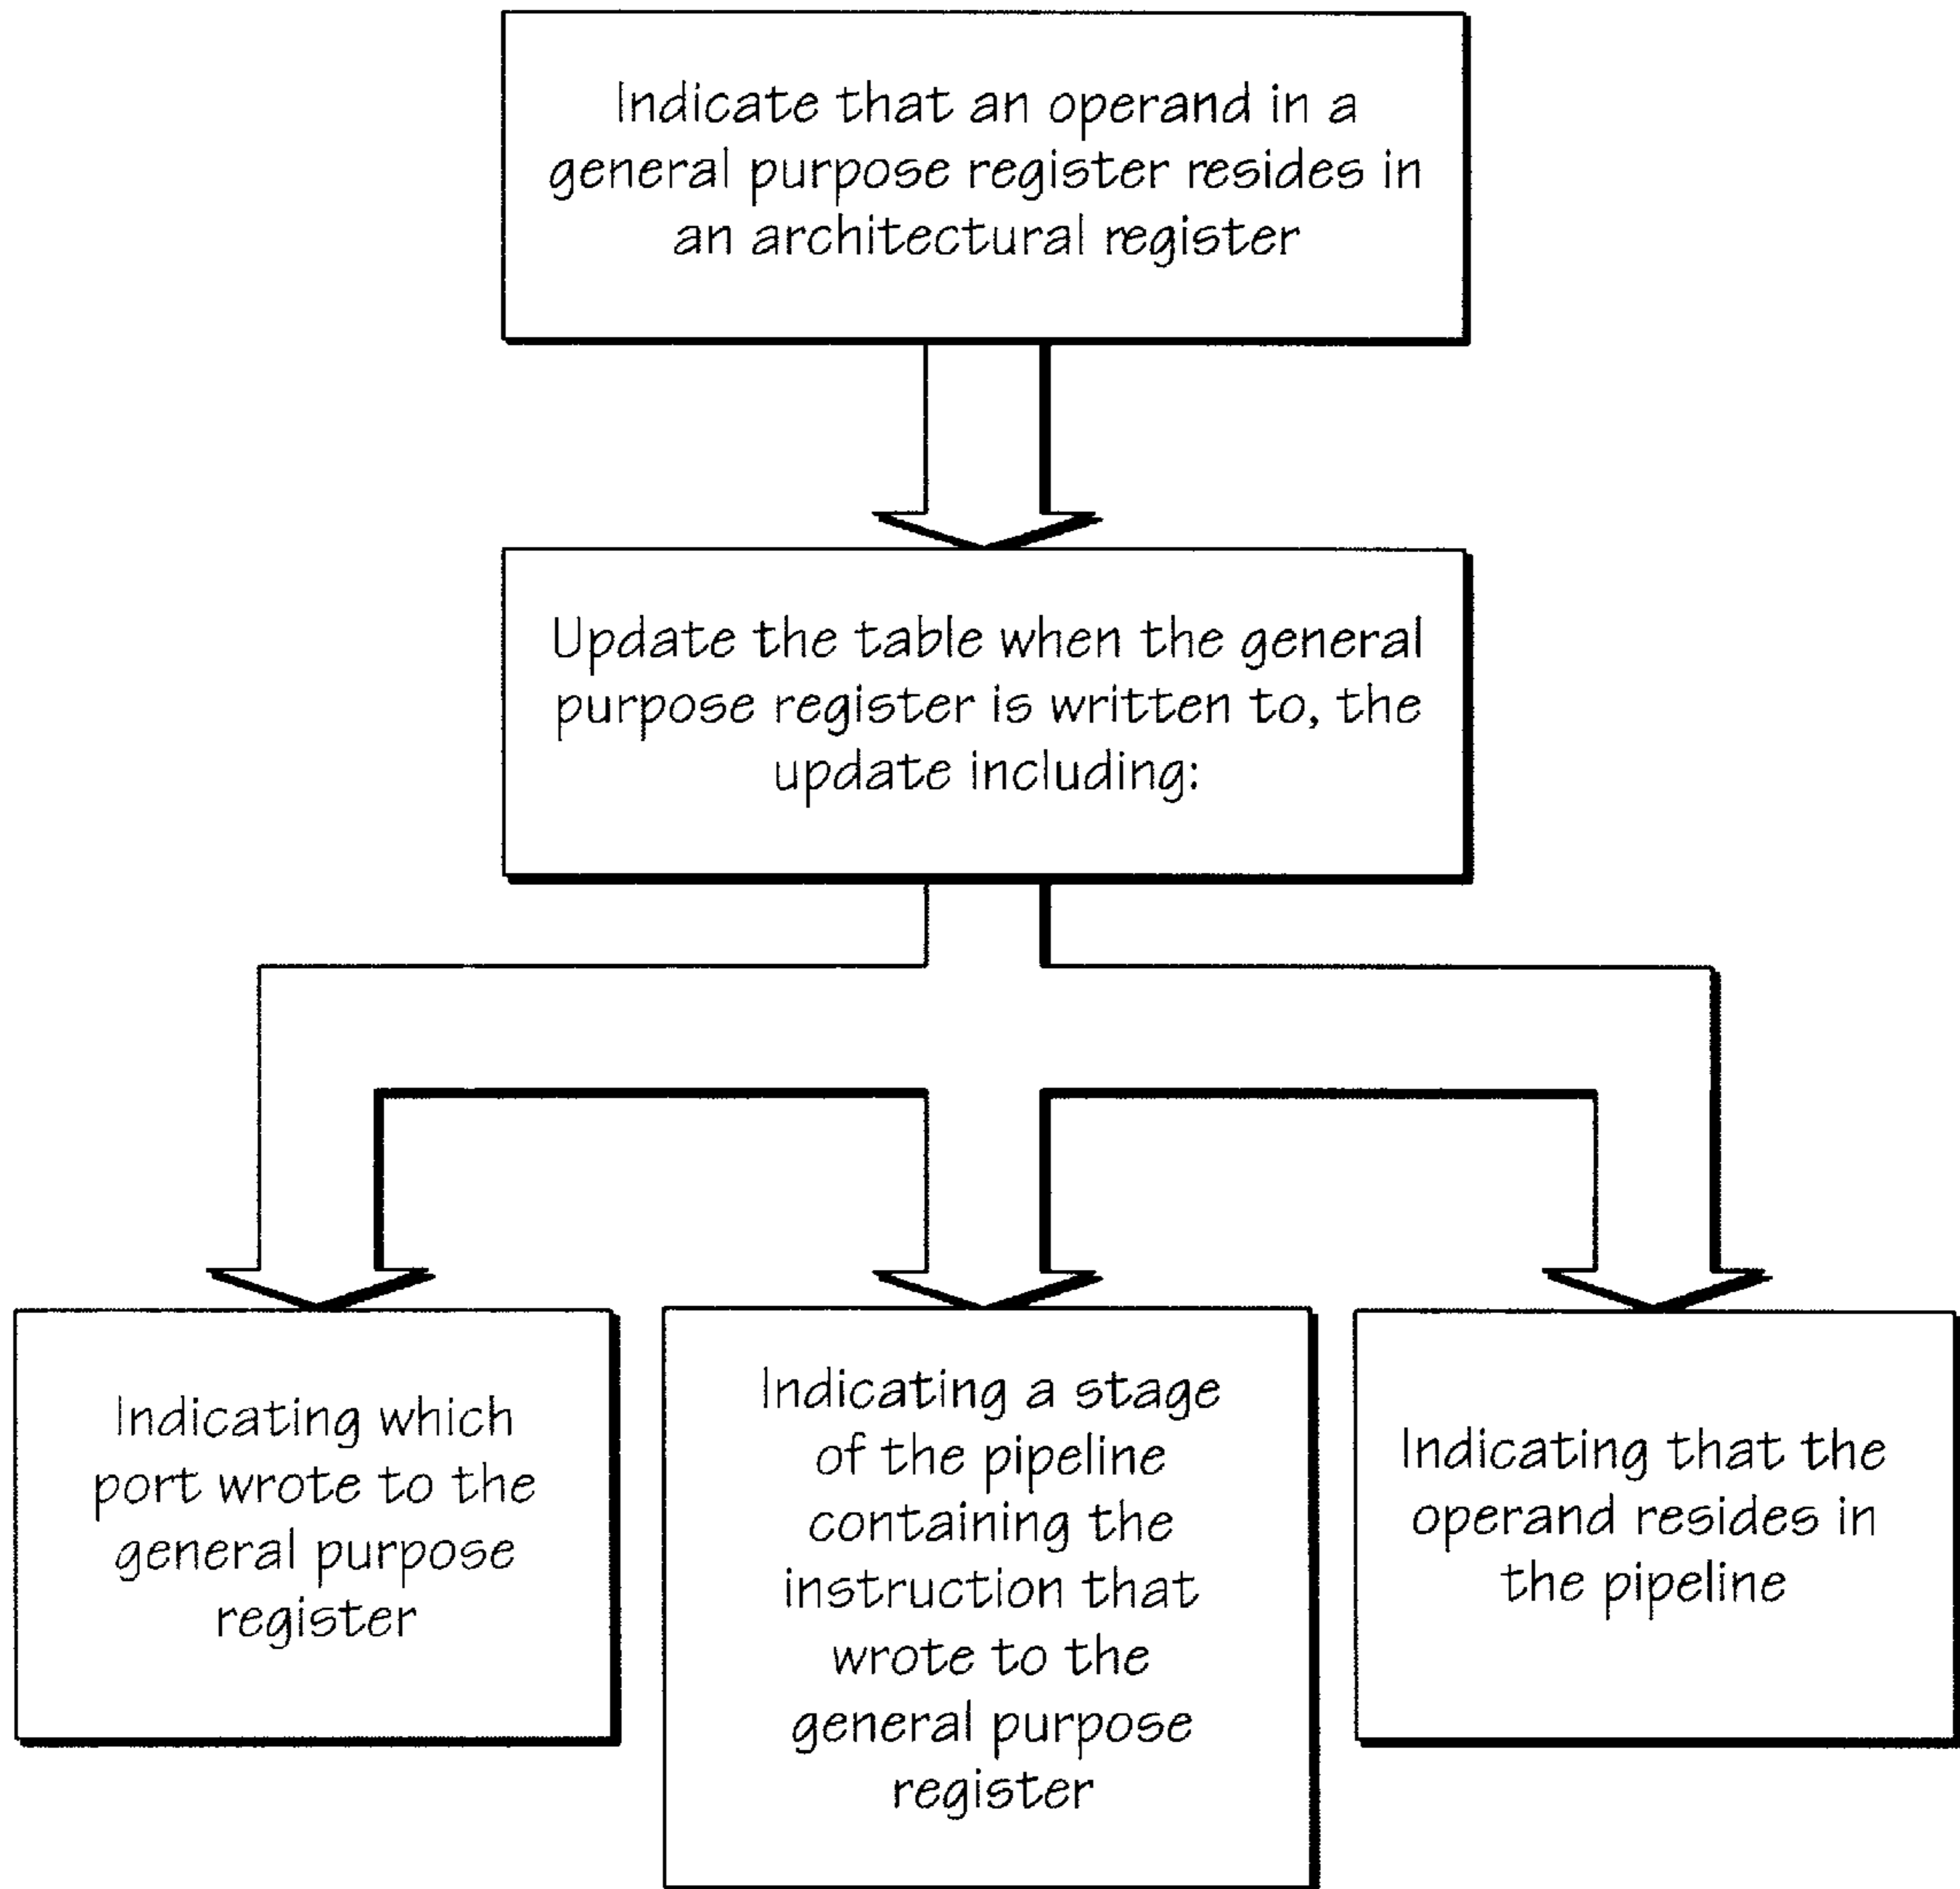 Indicate that an operand in a
general purpose register resides in
an architectural register
Update the table when the general
purpose register is written to, the
update including:
Indicating which
port wrote to the
general purpose
register
Indicating a stage
of the pipeline
containing the
instruction that
wrote to the
general purpose
register
Indicating that the
operand resides in
the pipeline